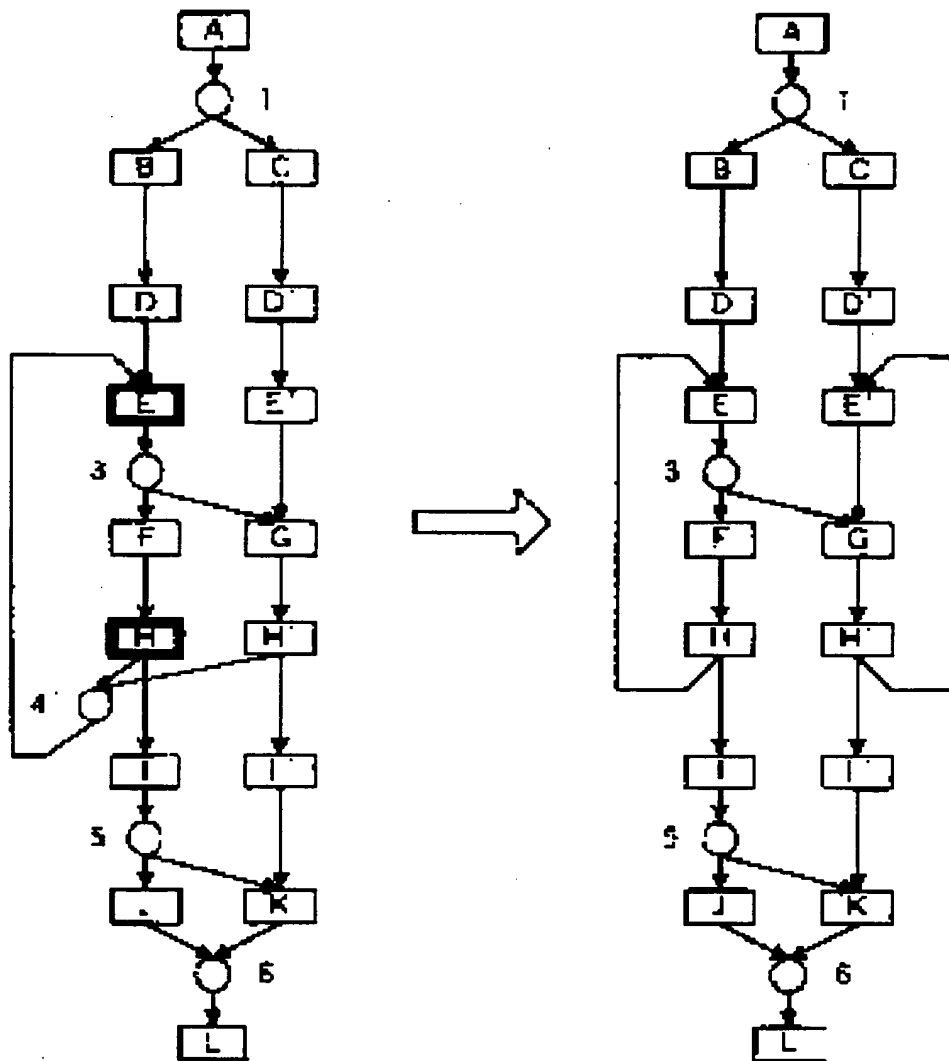 A A
1 1
B C B C
D D' D D'
E E' E E'
3 3
F G F G
H H' H H'
4
I I' I I'
5 5
K J K
6 6
L L